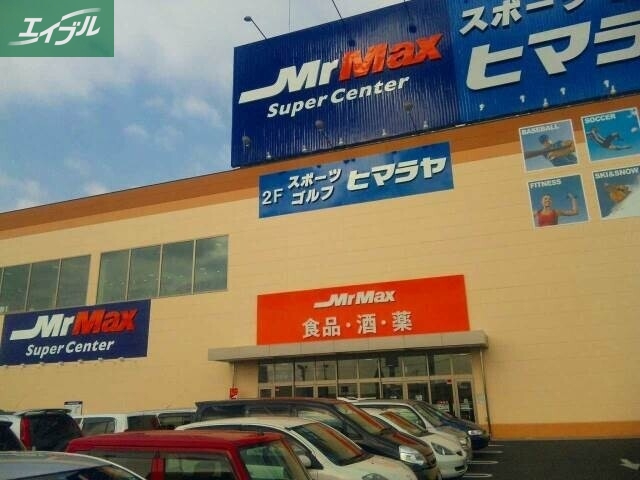 エイブル
MrMax
Super Center
スポーツ
ヒマラヤ
2F スポーツ
ゴルフ ヒマラヤ
BASEBALL
SOCCER
FITNESS
SKI&SNOW
MrMax
食品・酒・薬
MrMax
Super Center